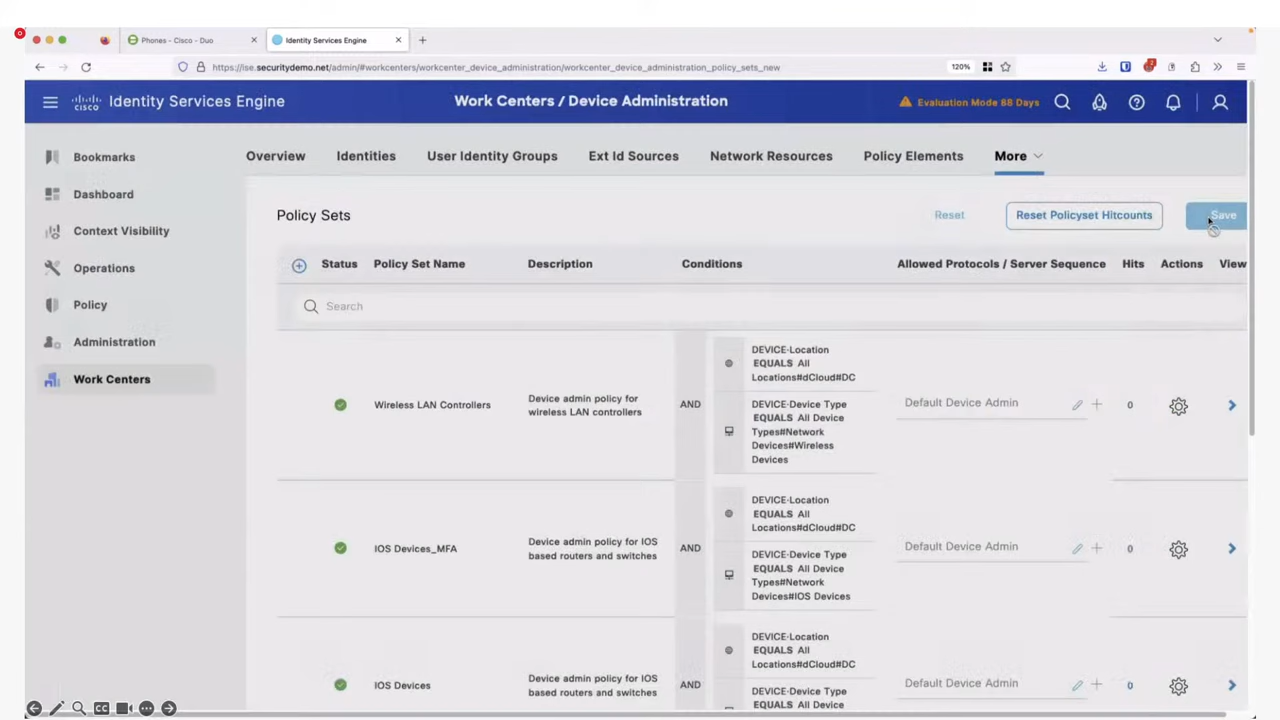 Phones - Cisco - Duo
Identity Services Engine
https://ise.securitydemo.net/admin/#workcenters/workcenter_device_administration/workcenter_device_administration_policy_sets_new
120%
CISCO
Identity Services Engine
Work Centers / Device Administration
Evaluation Mode 88 Days
Bookmarks
Dashboard
Context Visibility
Operations
Policy
Administration
Work Centers
Overview
Identities
User Identity Groups
Ext Id Sources
Network Resources
Policy Elements
More
Policy Sets
Reset
Reset Policyset Hitcounts
Save
Status
Policy Set Name
Description
Conditions
Allowed Protocols / Server Sequence
Hits
Actions
View
Search
Wireless LAN Controllers
Device admin policy for
wireless LAN controllers
AND
DEVICE-Location
EQUALS All
Locations#dCloud#DC
DEVICE-Device Type
EQUALS All Device
Types#Network
Devices#Wireless
Devices
Default Device Admin
0
IOS Devices_MFA
Device admin policy for IOS
based routers and switches
AND
DEVICE-Location
EQUALS All
Locations#dCloud#DC
DEVICE-Device Type
EQUALS All Device
Types#Network
Devices#IOS Devices
Default Device Admin
0
IOS Devices
Device admin policy for IOS
based routers and switches
AND
DEVICE-Location
EQUALS All
Locations#dCloud#DC
DEVICE-Device Type
EQUALS All Device
Default Device Admin
0
CC